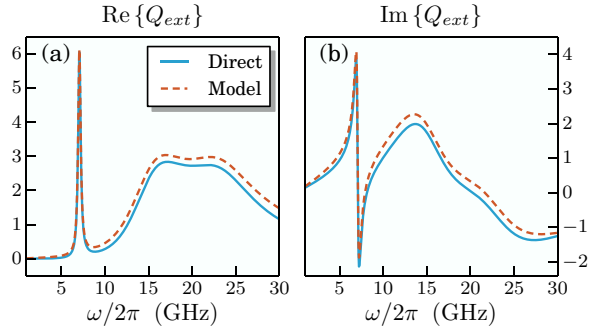 Re {Q_ext} Im {Q_ext}
(a) Direct Model
(b)
6
5
4
3
2
1
0
4
3
2
1
0
−1
−2
5 10 15 20 25 30 5 10 15 20 25 30
ω/2π (GHz) ω/2π (GHz)